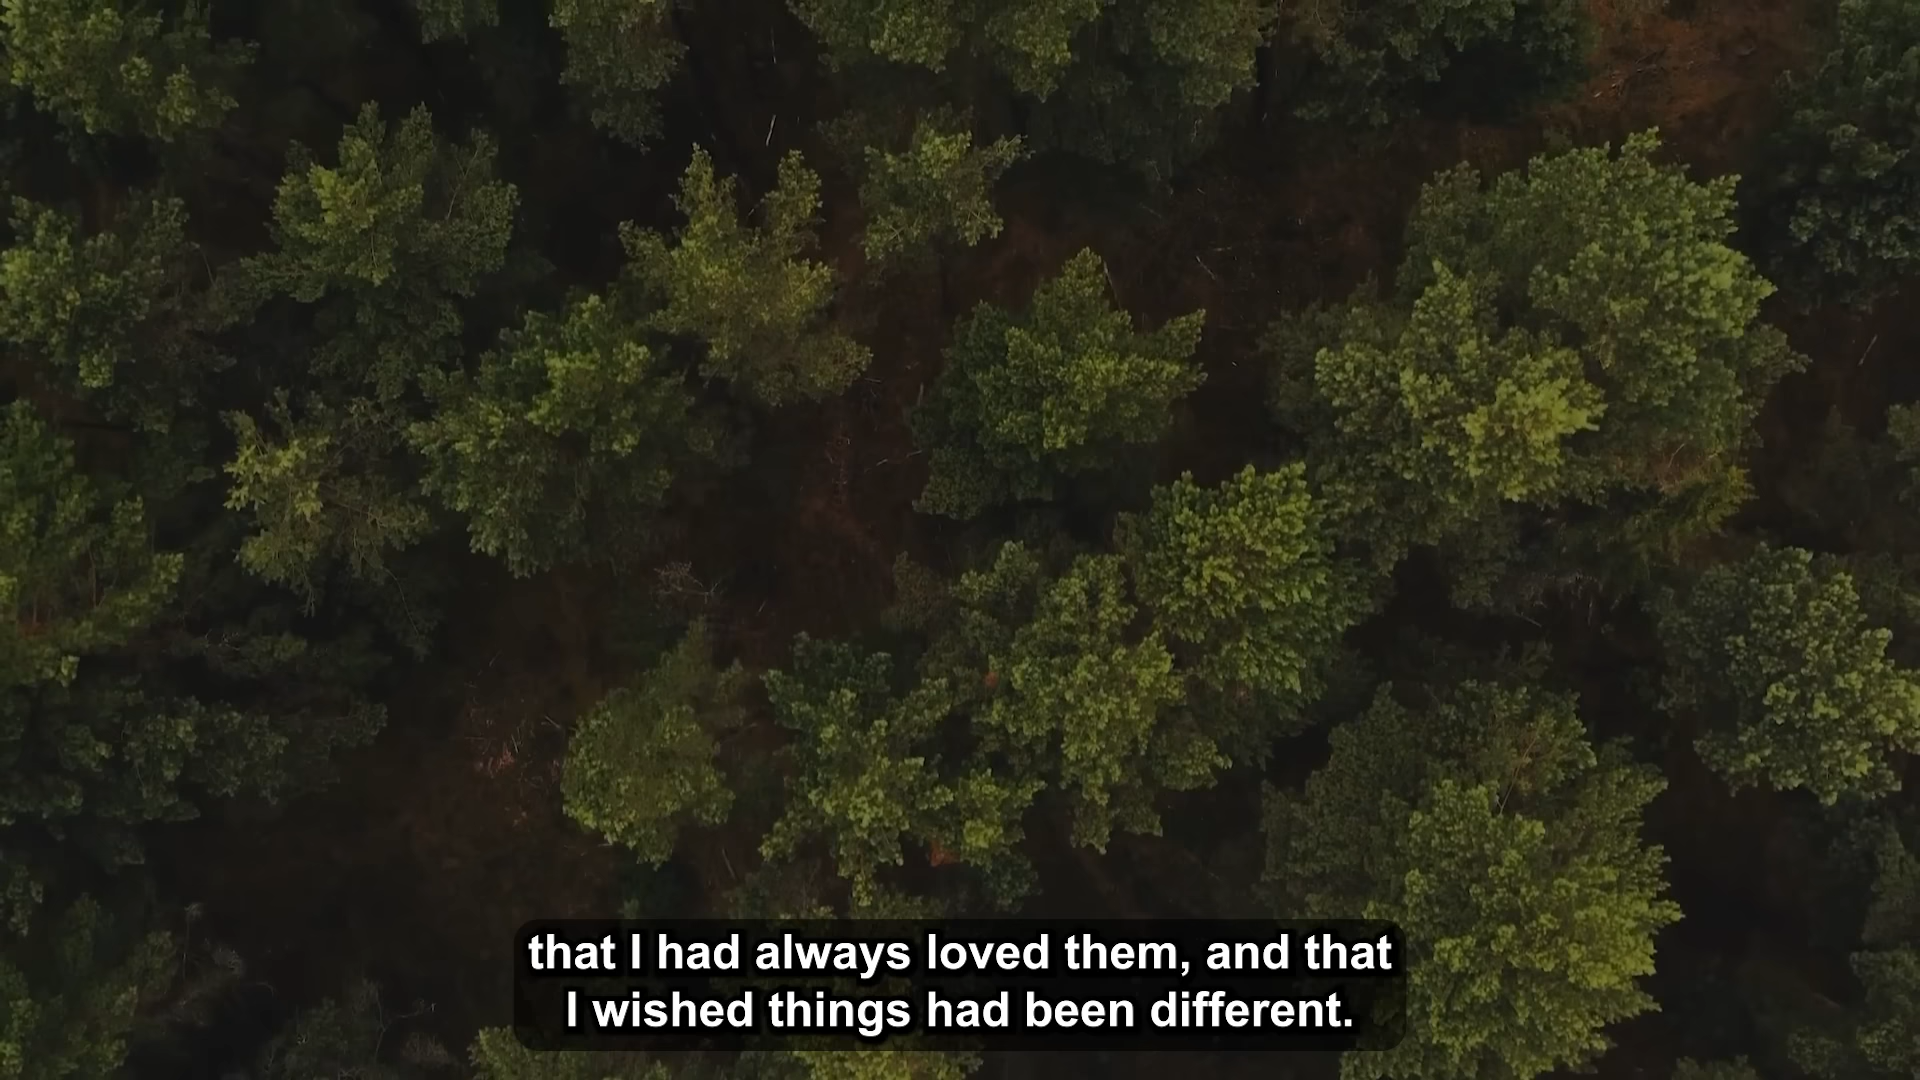 that I had always loved them, and that
I wished things had been different.